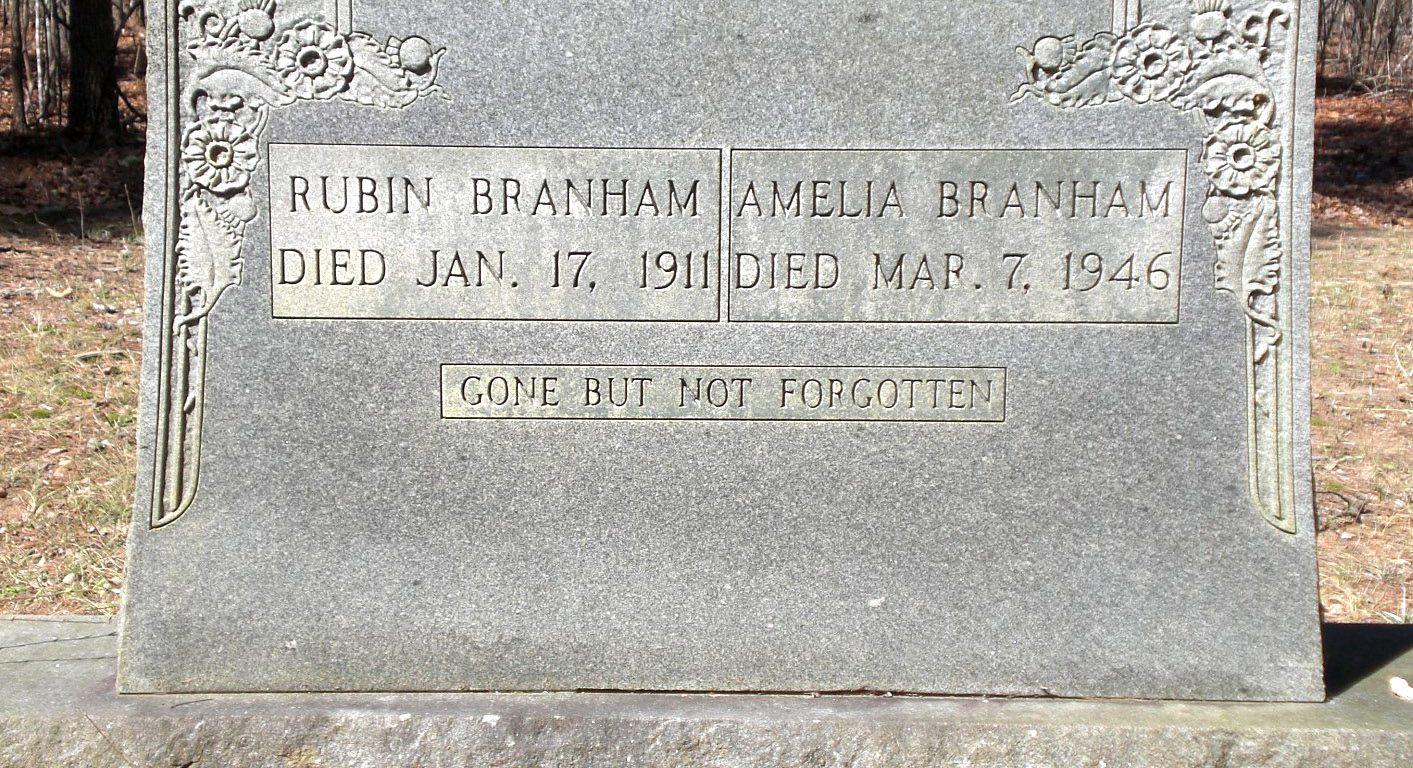 RUBIN BRANHAM
DIED JAN. 17, 1911
AMELIA BRANHAM
DIED MAR. 7, 1946
GONE BUT NOT FORGOTTEN